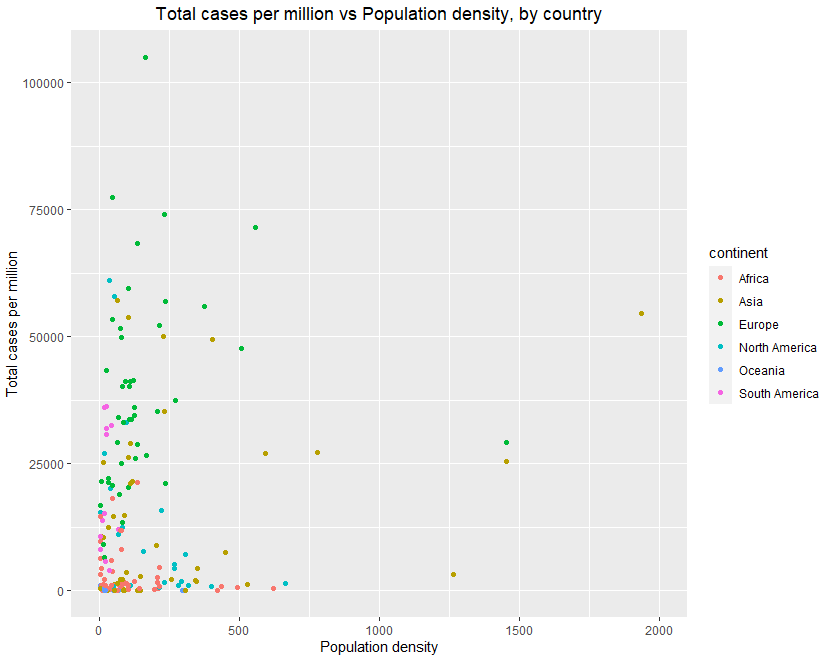 Total cases per million vs Population density, by country
Total cases per million
100000
75000
50000
25000
0
0 500 1000 1500 2000
Population density
continent
Africa
Asia
Europe
North America
Oceania
South America